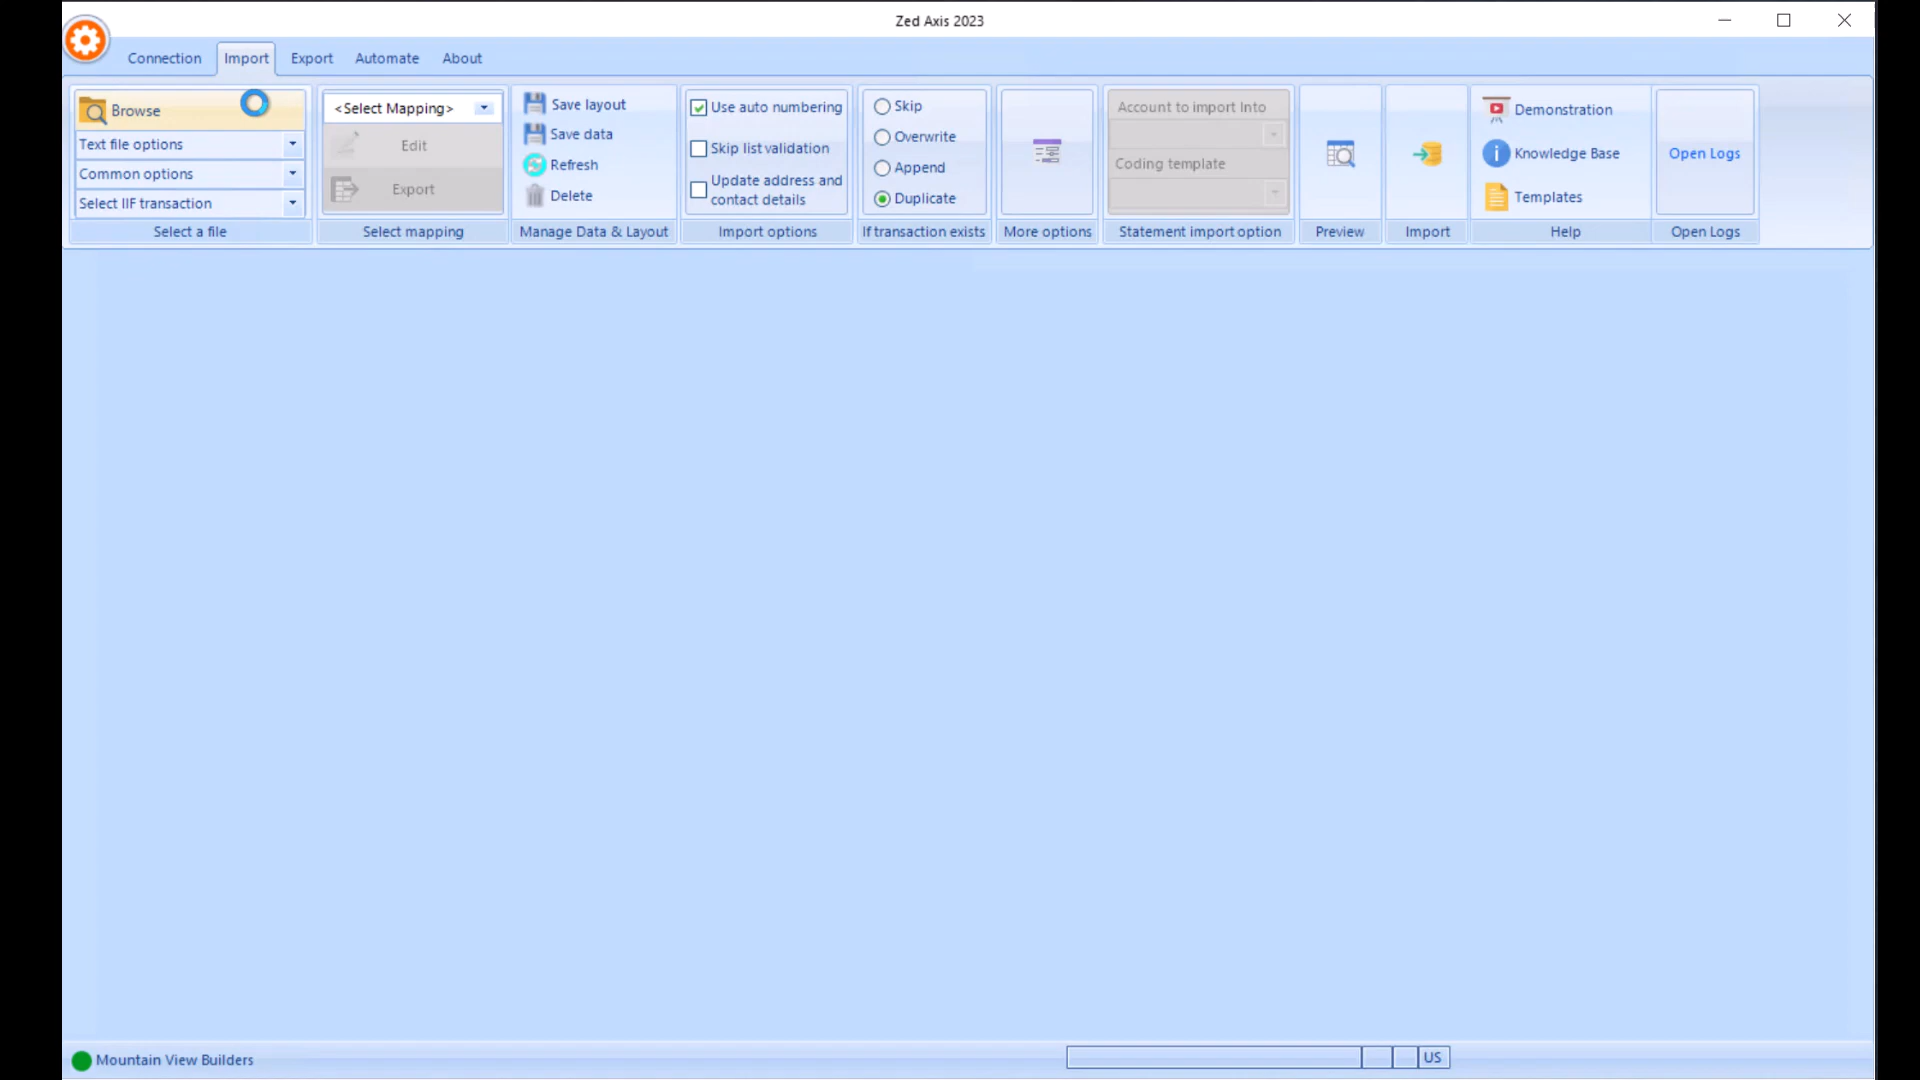 Zed Axis 2023
Connection Import Export Automate About
Browse
Text file options
Common options
Select IIF transaction
Select a file
<Select Mapping>
Edit
Export
Select mapping
Save layout
Save data
Refresh
Delete
Manage Data & Layout
Use auto numbering
Skip list validation
Update address and
contact details
Import options
Skip
Overwrite
Append
Duplicate
If transaction exists
More options
Account to import Into
Coding template
Statement import option
Preview
Import
Demonstration
Knowledge Base
Templates
Help
Open Logs
Open Logs
Mountain View Builders
US